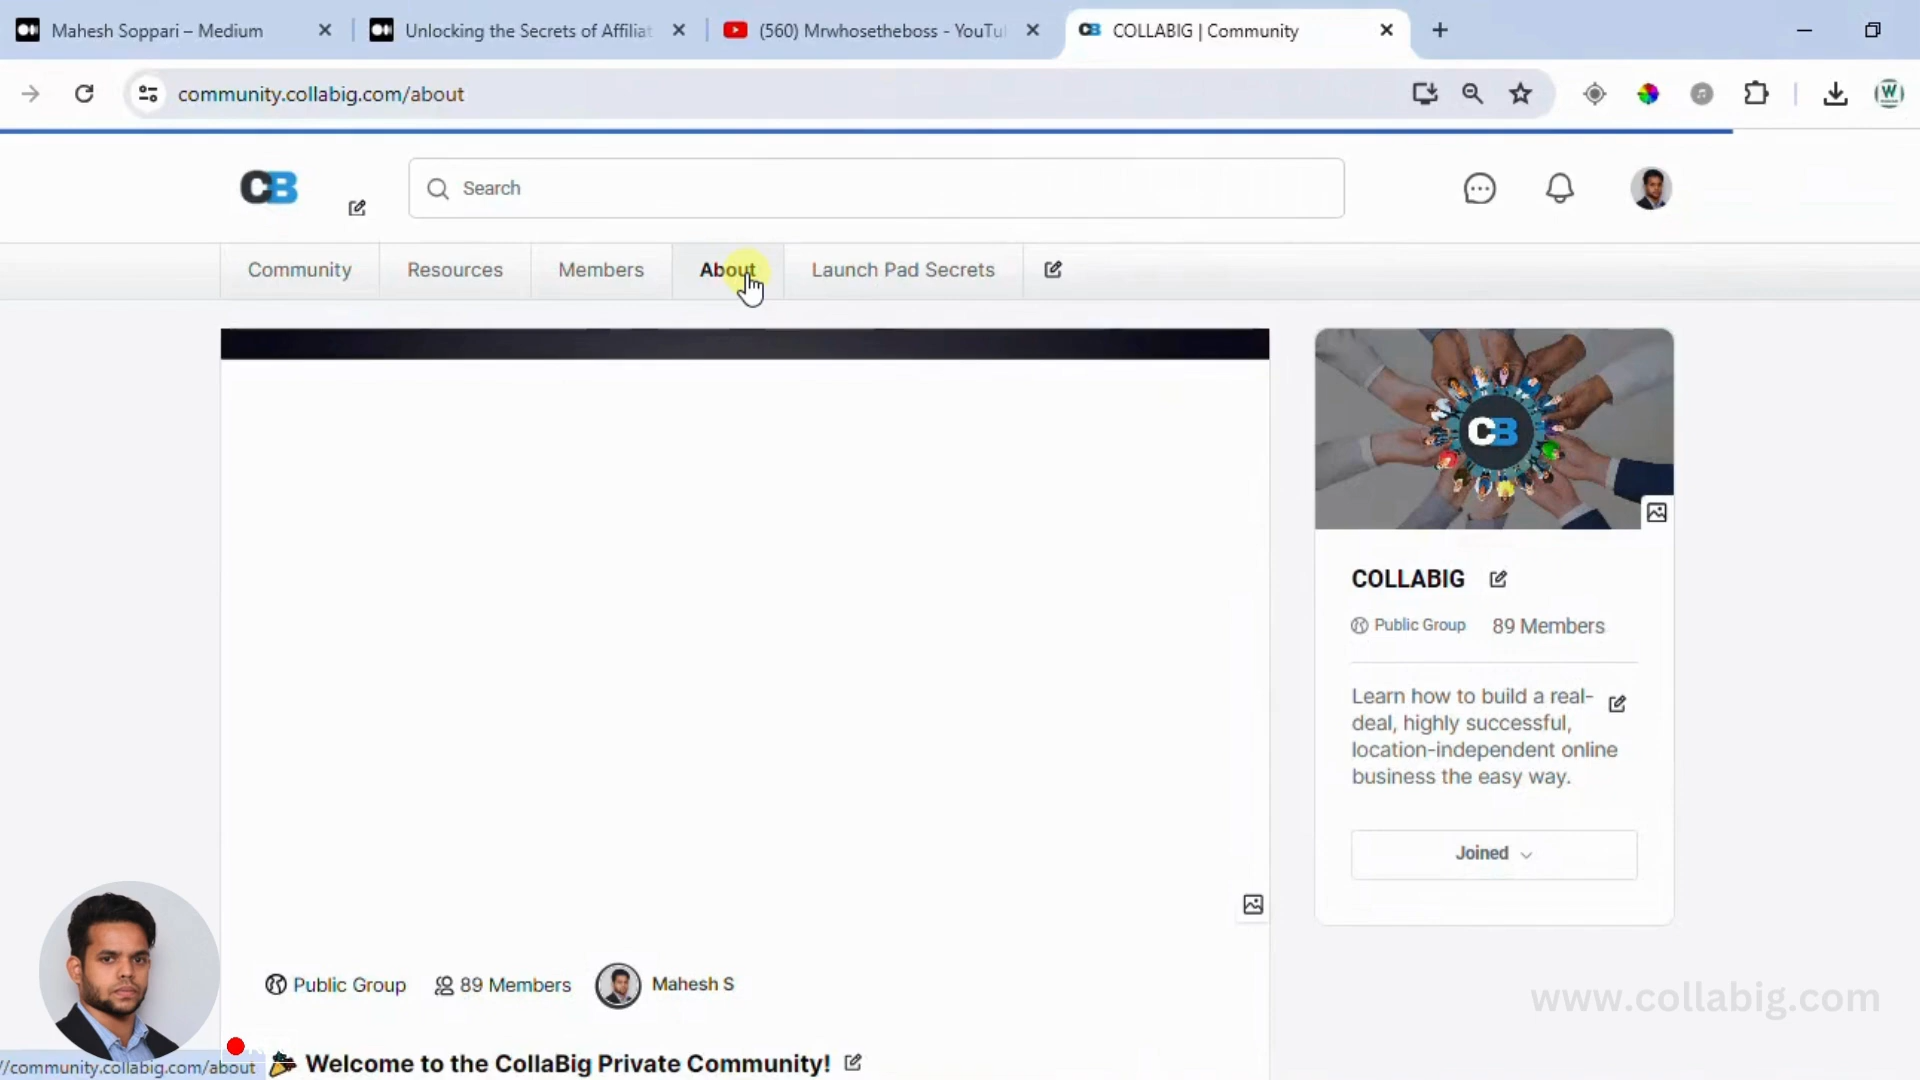 Mahesh Soppari – Medium
Unlocking the Secrets of Affiliat
(560) Mrwhosetheboss - YouTu
COLLABIG | Community
community.collabig.com/about
CB
Search
Community
Resources
Members
About
Launch Pad Secrets
CB
COLLABIG
Public Group
89 Members
Learn how to build a real-
deal, highly successful,
location-independent online
business the easy way.
Joined
Public Group
89 Members
Mahesh S
www.collabig.com
Welcome to the CollaBig Private Community!
//community.collabig.com/about